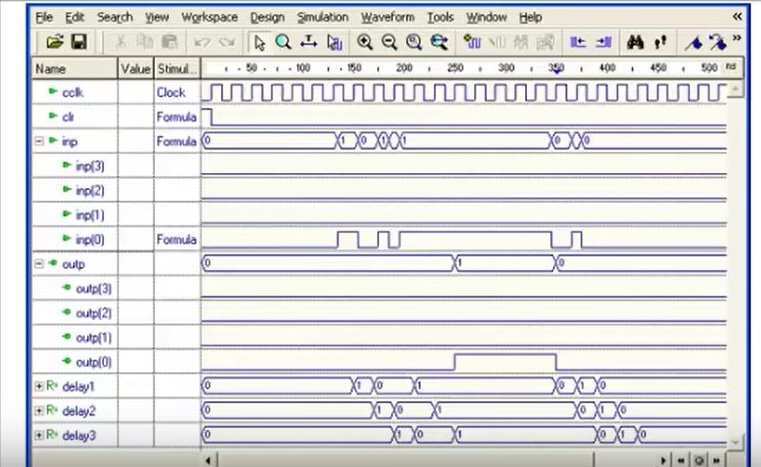 File Edit Search View Workspace Design Simulation Waveform Tools Window Help
Name Value Stimul... 50 100 150 200 250 300 350 400 450 500 ns
cclk Clock
clr Formula
inp Formula 0 1 0 1 1 0 0
inp(3)
inp(2)
inp(1)
inp(0) Formula
outp 0 1 0
outp(3)
outp(2)
outp(1)
outp(0)
delay1 0 1 0 1 0 1 0
delay2 0 1 0 1 0 1 0
delay3 0 1 0 1 0 1 0